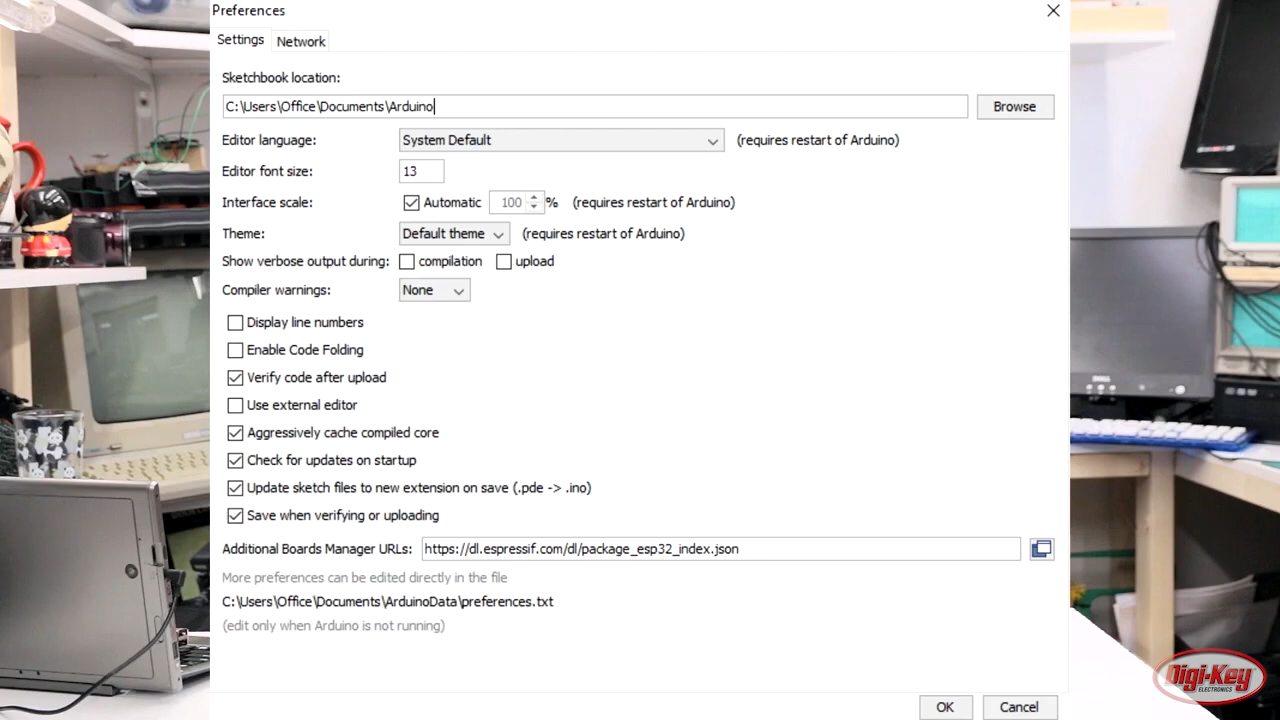 Preferences
Settings
Network
Sketchbook location:
C:\Users\Office\Documents\Arduino
Browse
Editor language:
System Default
(requires restart of Arduino)
Editor font size:
13
Interface scale:
Automatic
100
%
(requires restart of Arduino)
Theme:
Default theme
(requires restart of Arduino)
Show verbose output during:
compilation
upload
Compiler warnings:
None
Display line numbers
Enable Code Folding
Verify code after upload
Use external editor
Aggressively cache compiled core
Check for updates on startup
Update sketch files to new extension on save (.pde -> .ino)
Save when verifying or uploading
Additional Boards Manager URLs:
https://dl.espressif.com/dl/package_esp32_index.json
More preferences can be edited directly in the file
C:\Users\Office\Documents\ArduinoData\preferences.txt
(edit only when Arduino is not running)
OK
Cancel
DELL
Digi-Key
ELECTRONICS